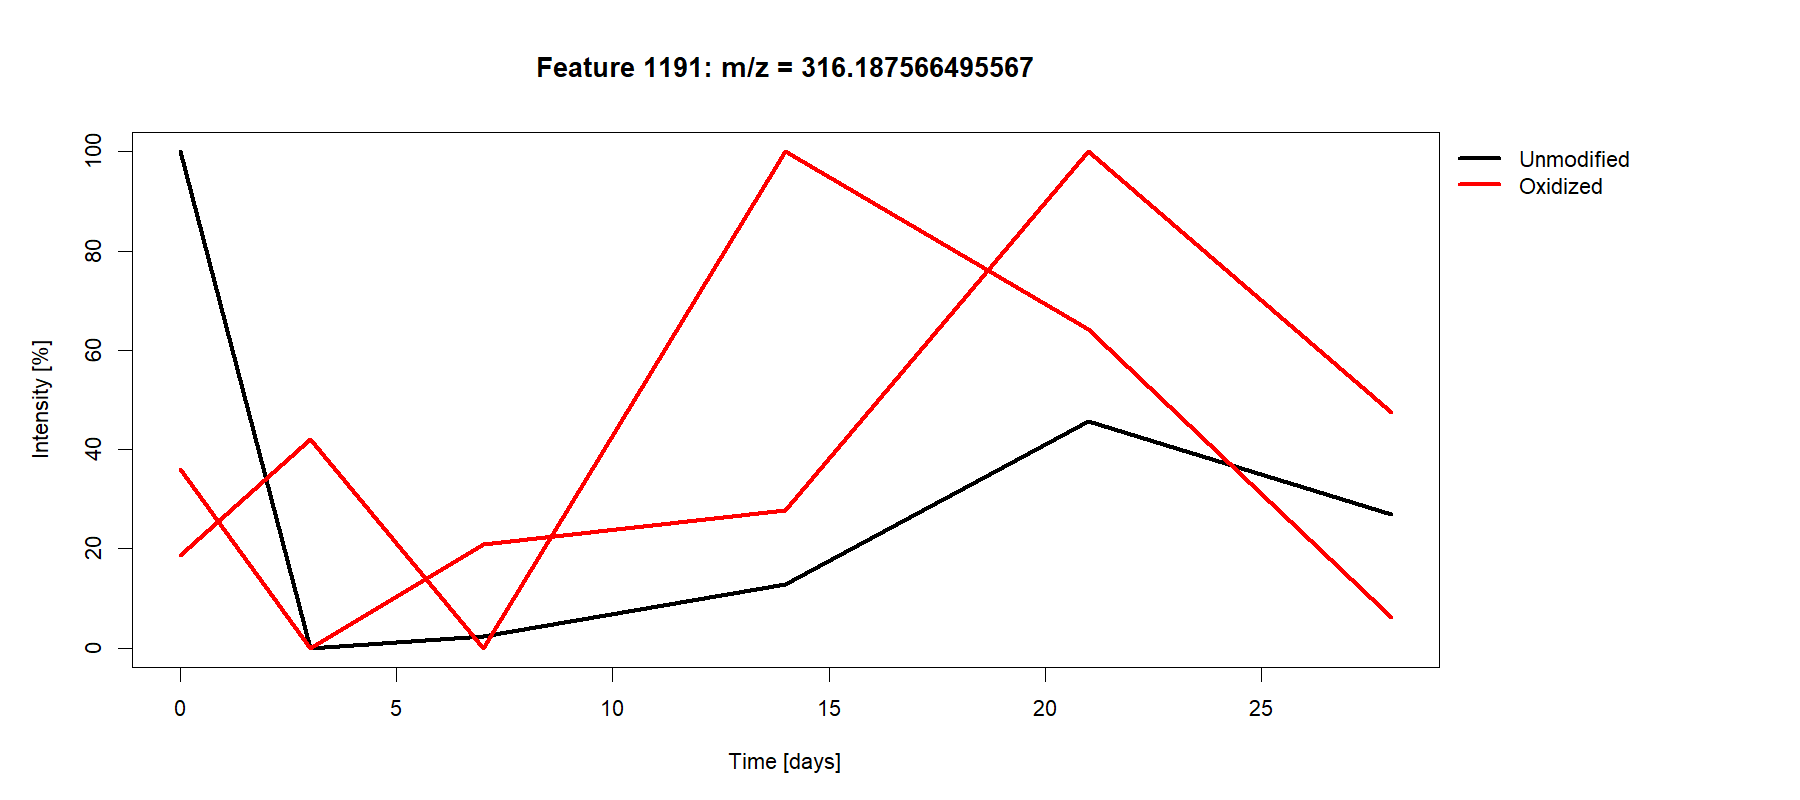 Feature 1191: m/z = 316.187566495567
Unmodified
Oxidized
100
80
60
40
20
0
Intensity [%]
0 5 10 15 20 25
Time [days]